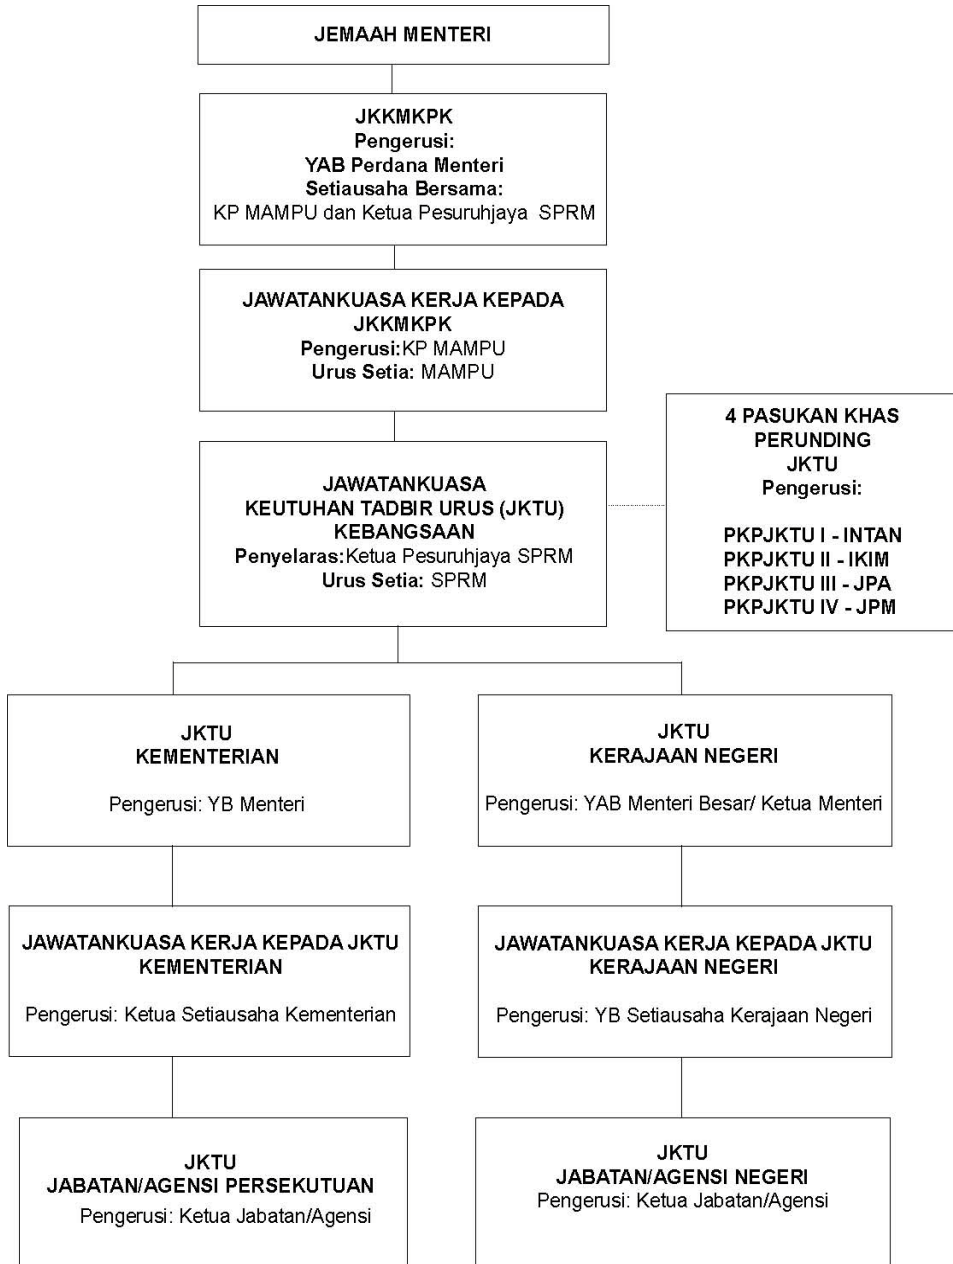 JEMAAH MENTERI
JKKMKPK
Pengerusi:
YAB Perdana Menteri
Setiausaha Bersama:
KP MAMPU dan Ketua Pesuruhjaya SPRM
JAWATANKUASA KERJA KEPADA
JKKMKPK
Pengerusi:KP MAMPU
Urus Setia: MAMPU
JAWATANKUASA
KEUTUHAN TADBIR URUS (JKTU)
KEBANGSAAN
Penyelaras:Ketua Pesuruhjaya SPRM
Urus Setia: SPRM
4 PASUKAN KHAS
PERUNDING
JKTU
Pengerusi:
PKPJKTU I - INTAN
PKPJKTU II - IKIM
PKPJKTU III - JPA
PKPJKTU IV - JPM
JKTU
KEMENTERIAN
Pengerusi: YB Menteri
JKTU
KERAJAAN NEGERI
Pengerusi: YAB Menteri Besar/ Ketua Menteri
JAWATANKUASA KERJA KEPADA JKTU
KEMENTERIAN
Pengerusi: Ketua Setiausaha Kementerian
JAWATANKUASA KERJA KEPADA JKTU
KERAJAAN NEGERI
Pengerusi: YB Setiausaha Kerajaan Negeri
JKTU
JABATAN/AGENSI PERSEKUTUAN
Pengerusi: Ketua Jabatan/Agensi
JKTU
JABATAN/AGENSI NEGERI
Pengerusi: Ketua Jabatan/Agensi